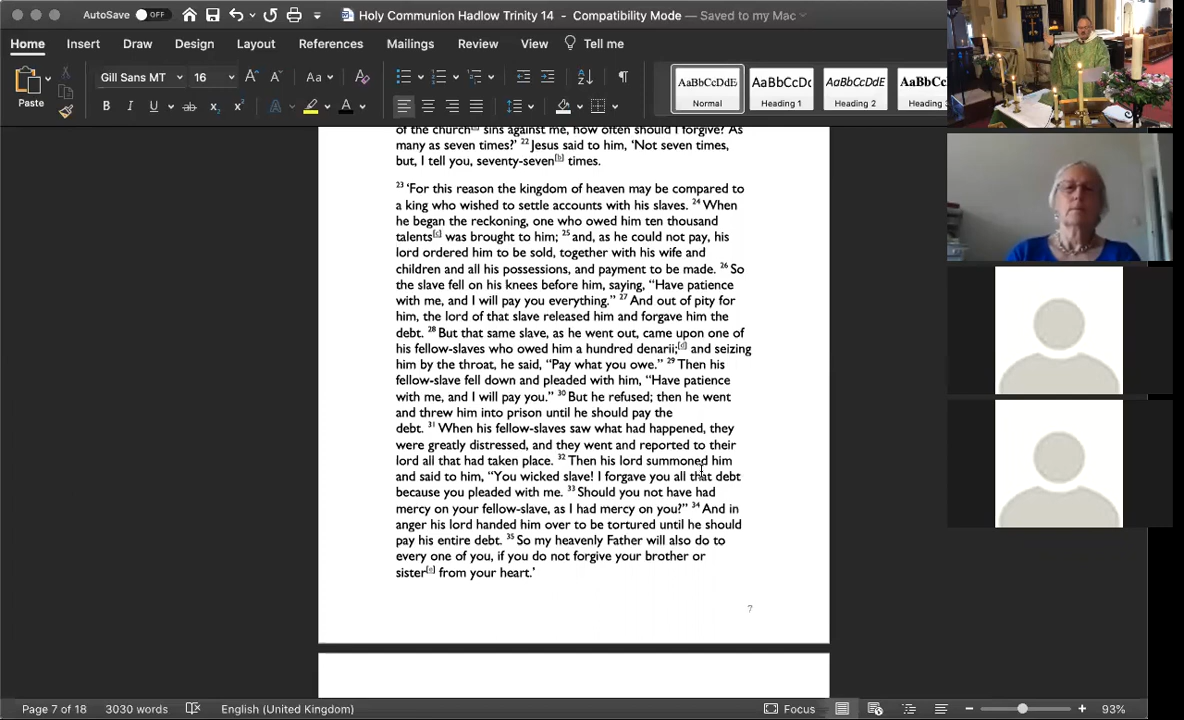 AutoSave OFF
Holy Communion Hadlow Trinity 14 - Compatibility Mode — Saved to my Mac
Home Insert Draw Design Layout References Mailings Review View Tell me
Paste
Gill Sans MT 16
AaBbCcDdE AaBbCcDc AaBbCcDdE AaBbCcD
Normal Heading 1 Heading 2 Heading
of the church[a] sins against me, how often should I forgive? As
many as seven times?’ 22 Jesus said to him, ‘Not seven times,
but, I tell you, seventy-seven[b] times.
23 ‘For this reason the kingdom of heaven may be compared to
a king who wished to settle accounts with his slaves. 24 When
he began the reckoning, one who owed him ten thousand
talents[c] was brought to him; 25 and, as he could not pay, his
lord ordered him to be sold, together with his wife and
children and all his possessions, and payment to be made. 26 So
the slave fell on his knees before him, saying, “Have patience
with me, and I will pay you everything.” 27 And out of pity for
him, the lord of that slave released him and forgave him the
debt. 28 But that same slave, as he went out, came upon one of
his fellow-slaves who owed him a hundred denarii;[d] and seizing
him by the throat, he said, “Pay what you owe.” 29 Then his
fellow-slave fell down and pleaded with him, “Have patience
with me, and I will pay you.” 30 But he refused; then he went
and threw him into prison until he should pay the
debt. 31 When his fellow-slaves saw what had happened, they
were greatly distressed, and they went and reported to their
lord all that had taken place. 32 Then his lord summoned him
and said to him, “You wicked slave! I forgave you all that debt
because you pleaded with me. 33 Should you not have had
mercy on your fellow-slave, as I had mercy on you?” 34 And in
anger his lord handed him over to be tortured until he should
pay his entire debt. 35 So my heavenly Father will also do to
every one of you, if you do not forgive your brother or
sister[e] from your heart.’
7
Page 7 of 18 3030 words English (United Kingdom) Focus 93%